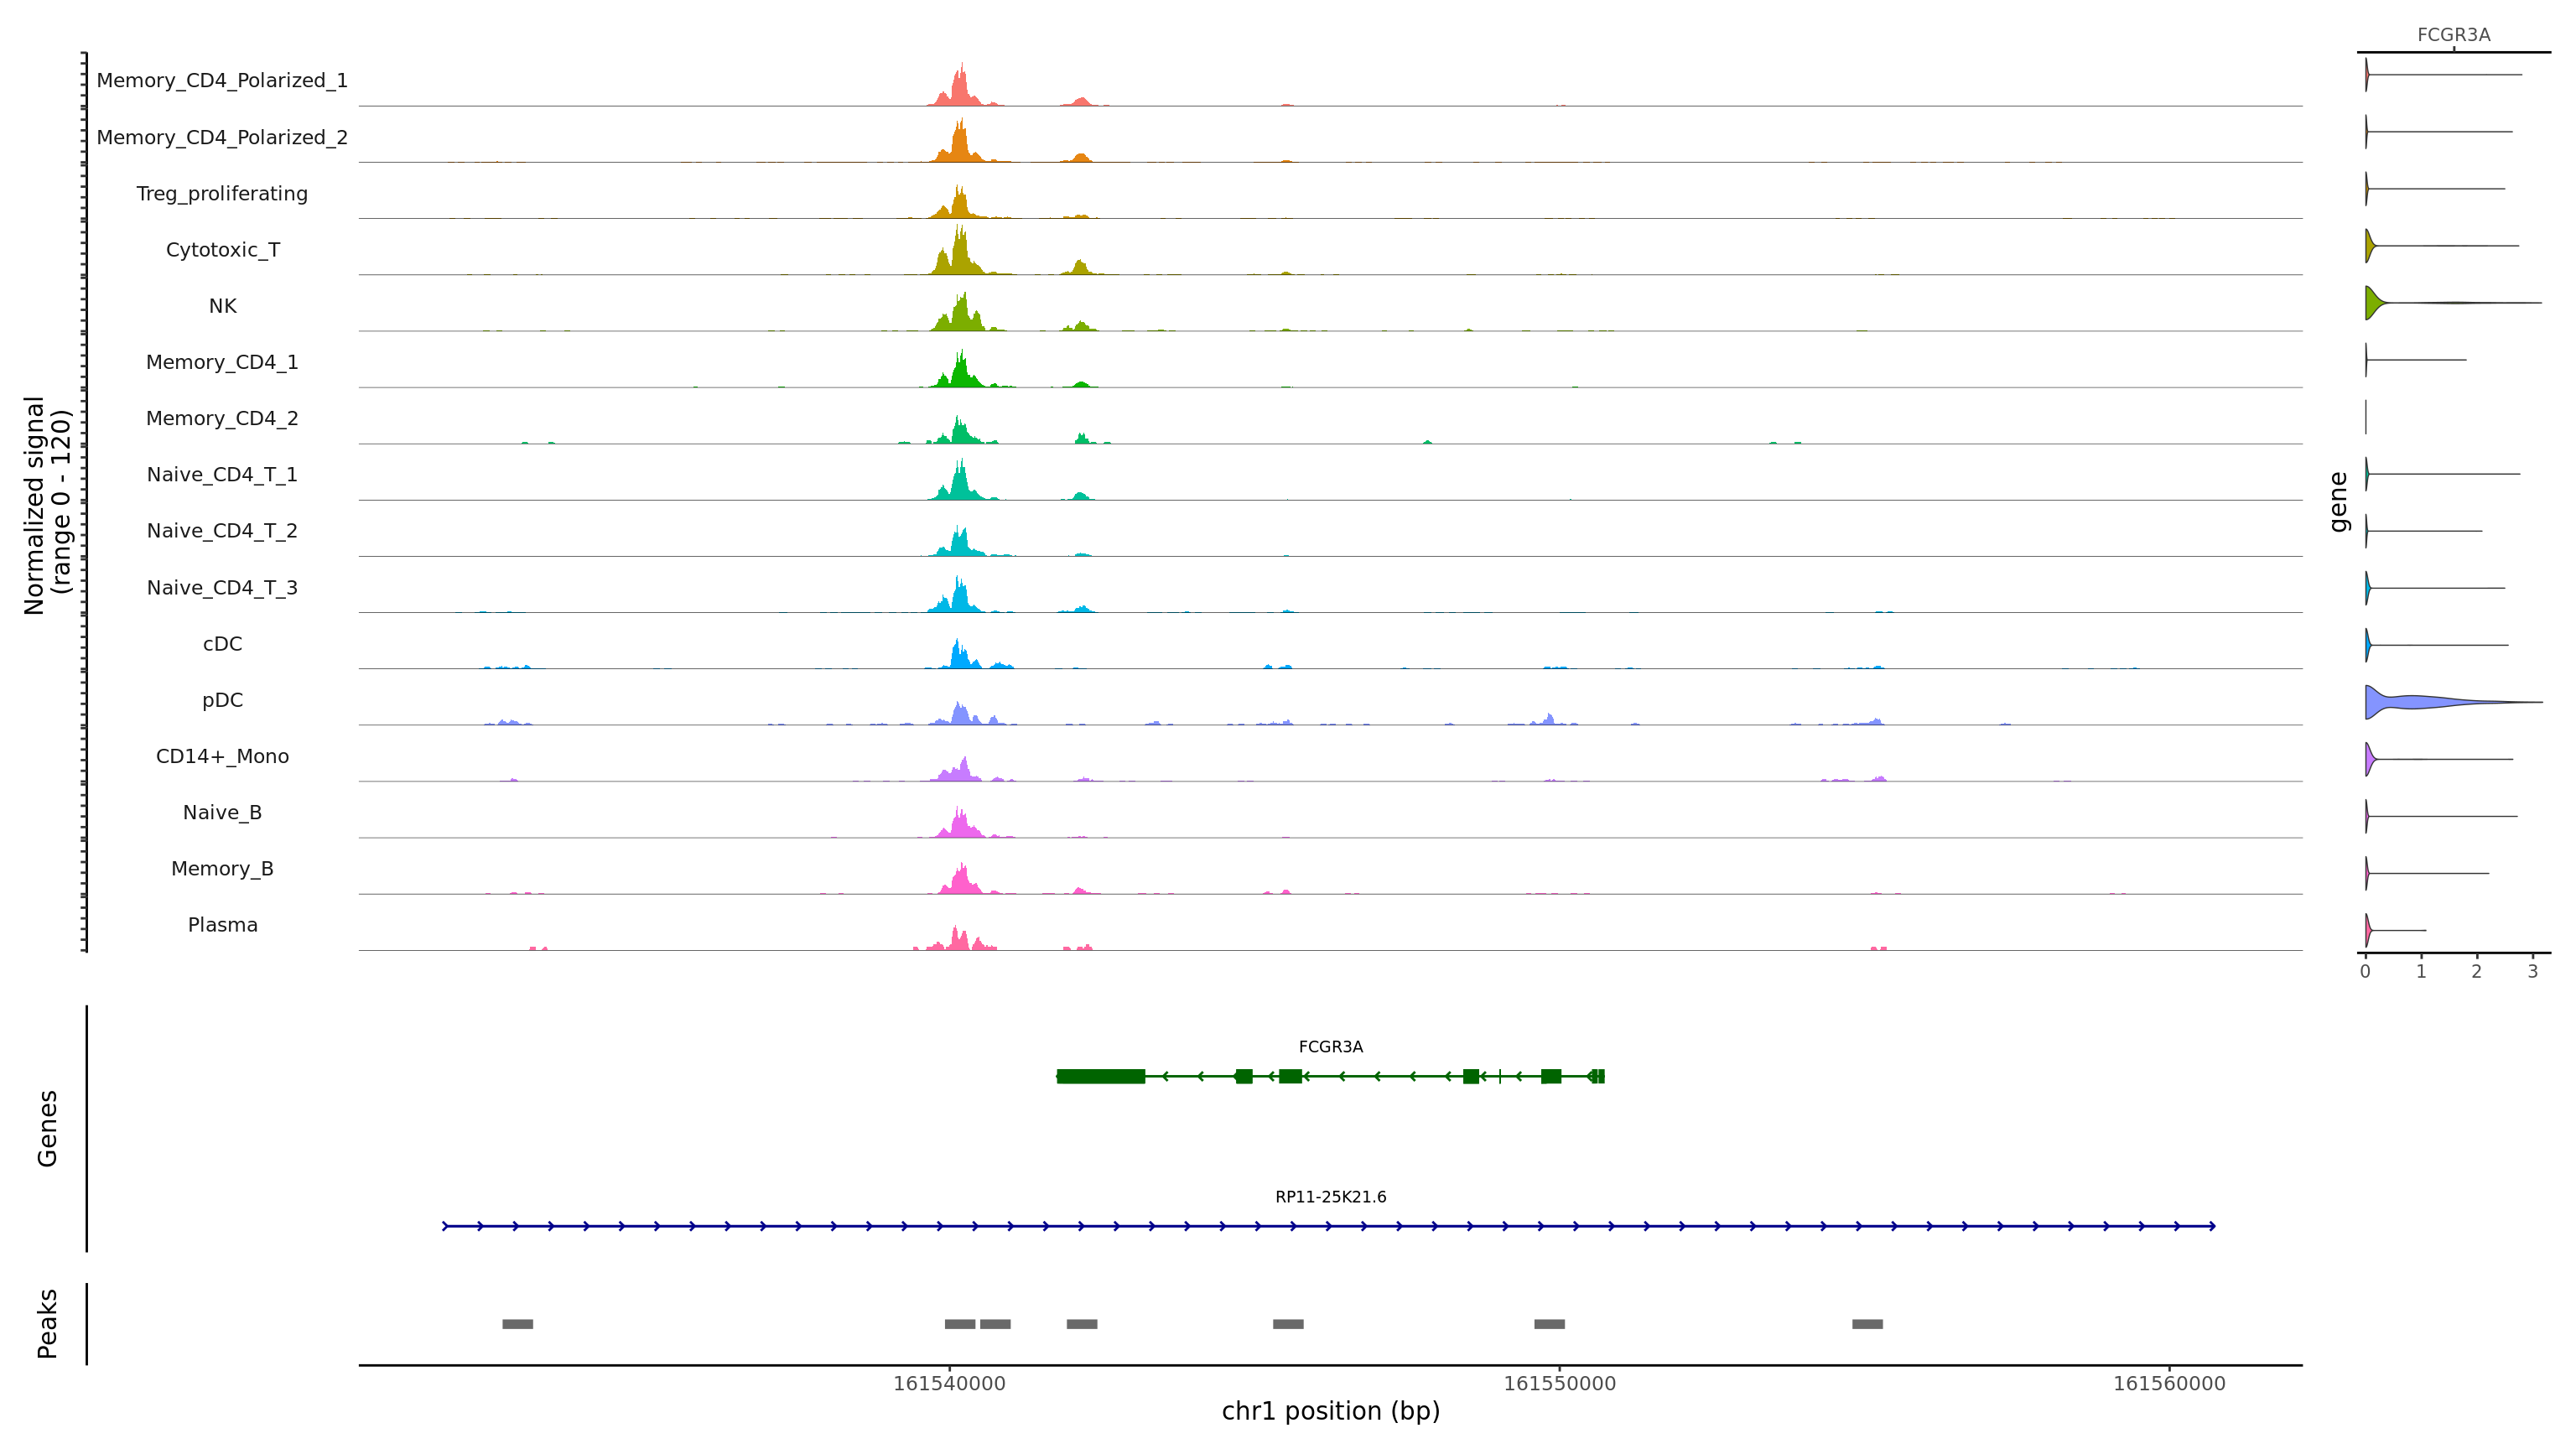 FCGR3A
Memory_CD4_Polarized_1
Memory_CD4_Polarized_2
Treg_proliferating
Cytotoxic_T
NK
Memory_CD4_1
Memory_CD4_2
Naive_CD4_T_1
Naive_CD4_T_2
Naive_CD4_T_3
cDC
pDC
CD14+_Mono
Naive_B
Memory_B
Plasma
Normalized signal
(range 0 - 120)
gene
0 1 2 3
Genes
FCGR3A
RP11-25K21.6
Peaks
161540000 161550000 161560000
chr1 position (bp)